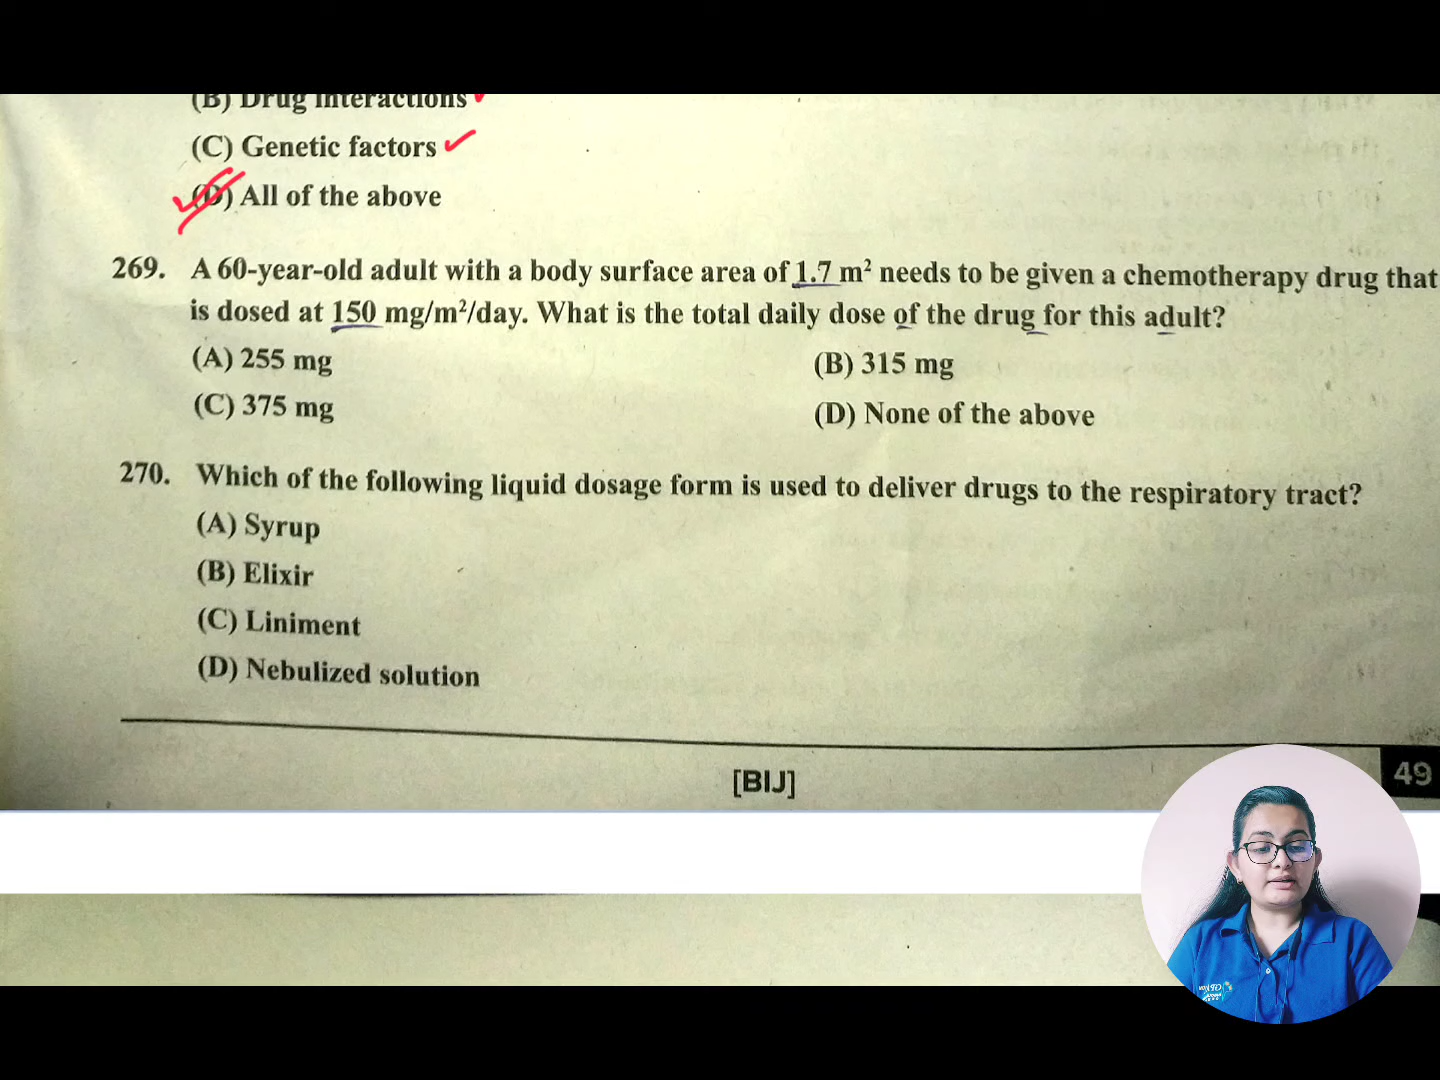 (B) Drug interactions
(C) Genetic factors
(D) All of the above
269. A 60-year-old adult with a body surface area of 1.7 m² needs to be given a chemotherapy drug that
is dosed at 150 mg/m²/day. What is the total daily dose of the drug for this adult?
(A) 255 mg (B) 315 mg
(C) 375 mg (D) None of the above
270. Which of the following liquid dosage form is used to deliver drugs to the respiratory tract?
(A) Syrup
(B) Elixir
(C) Liniment
(D) Nebulized solution
[BIJ] 49